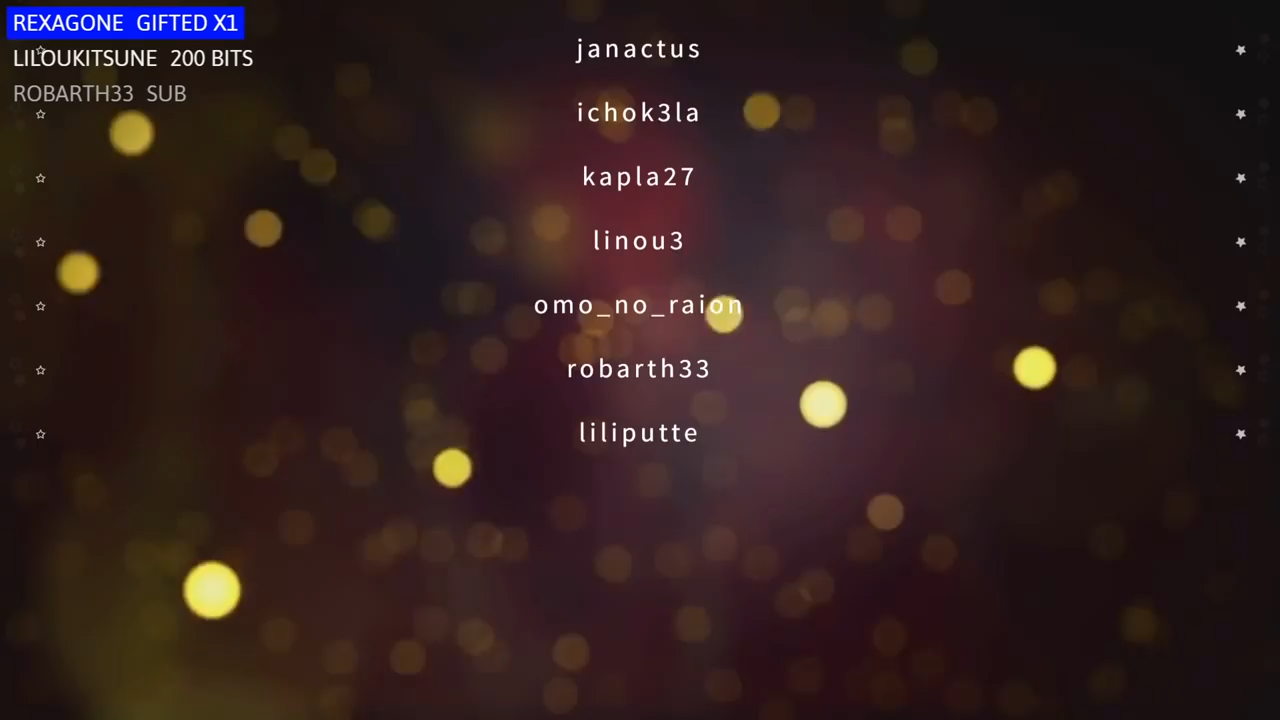 REXAGONE GIFTED X1
LILOUKITSUNE 200 BITS
ROBARTH33 SUB
janactus
ichok3la
kapla27
linou3
omo_no_raion
robarth33
liliputte